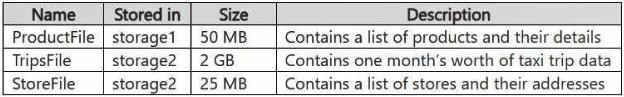 Name Stored in Size Description
ProductFile storage1 50 MB Contains a list of products and their details
TripsFile storage2 2 GB Contains one month's worth of taxi trip data
StoreFile storage2 25 MB Contains a list of stores and their addresses